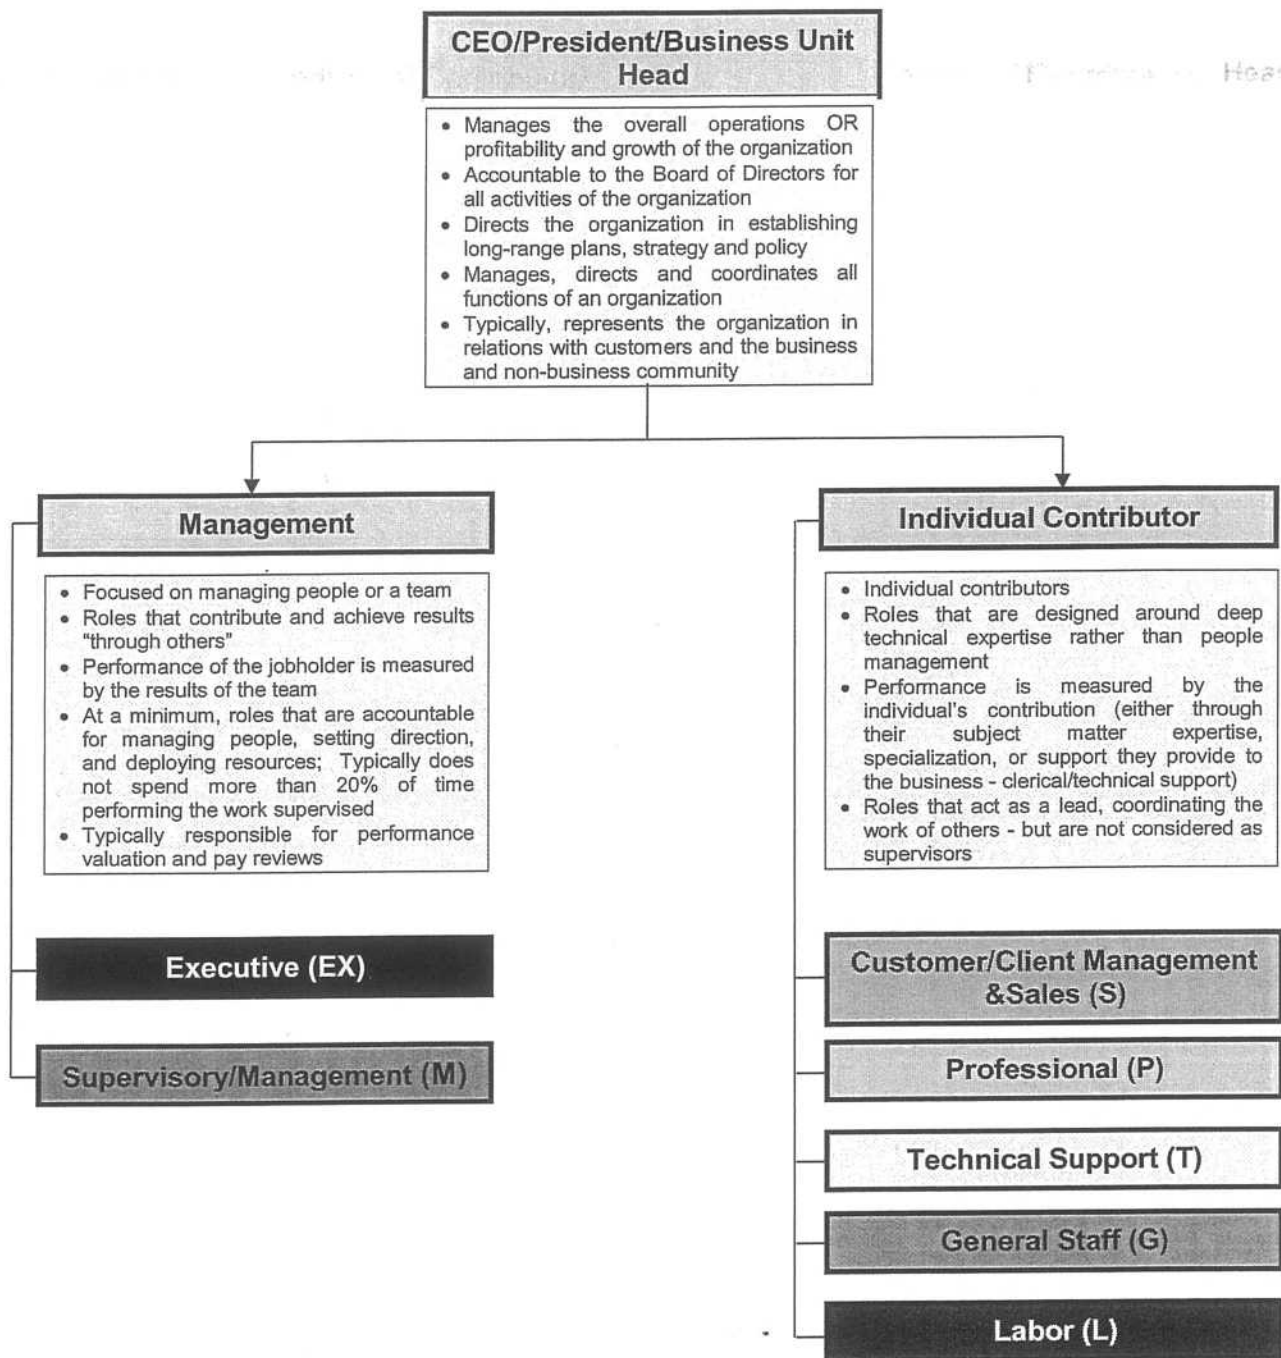 CEO/President/Business Unit
Head
• Manages the overall operations OR
profitability and growth of the organization
• Accountable to the Board of Directors for
all activities of the organization
• Directs the organization in establishing
long-range plans, strategy and policy
• Manages, directs and coordinates all
functions of an organization
• Typically, represents the organization in
relations with customers and the business
and non-business community
Management
• Focused on managing people or a team
• Roles that contribute and achieve results
"through others"
• Performance of the jobholder is measured
by the results of the team
• At a minimum, roles that are accountable
for managing people, setting direction,
and deploying resources; Typically does
not spend more than 20% of time
performing the work supervised
• Typically responsible for performance
valuation and pay reviews
Executive (EX)
Supervisory/Management (M)
Individual Contributor
• Individual contributors
• Roles that are designed around deep
technical expertise rather than people
management
• Performance is measured by the
individual's contribution (either through
their subject matter expertise,
specialization, or support they provide to
the business - clerical/technical support)
• Roles that act as a lead, coordinating the
work of others - but are not considered as
supervisors
Customer/Client Management
&Sales (S)
Professional (P)
Technical Support (T)
General Staff (G)
Labor (L)